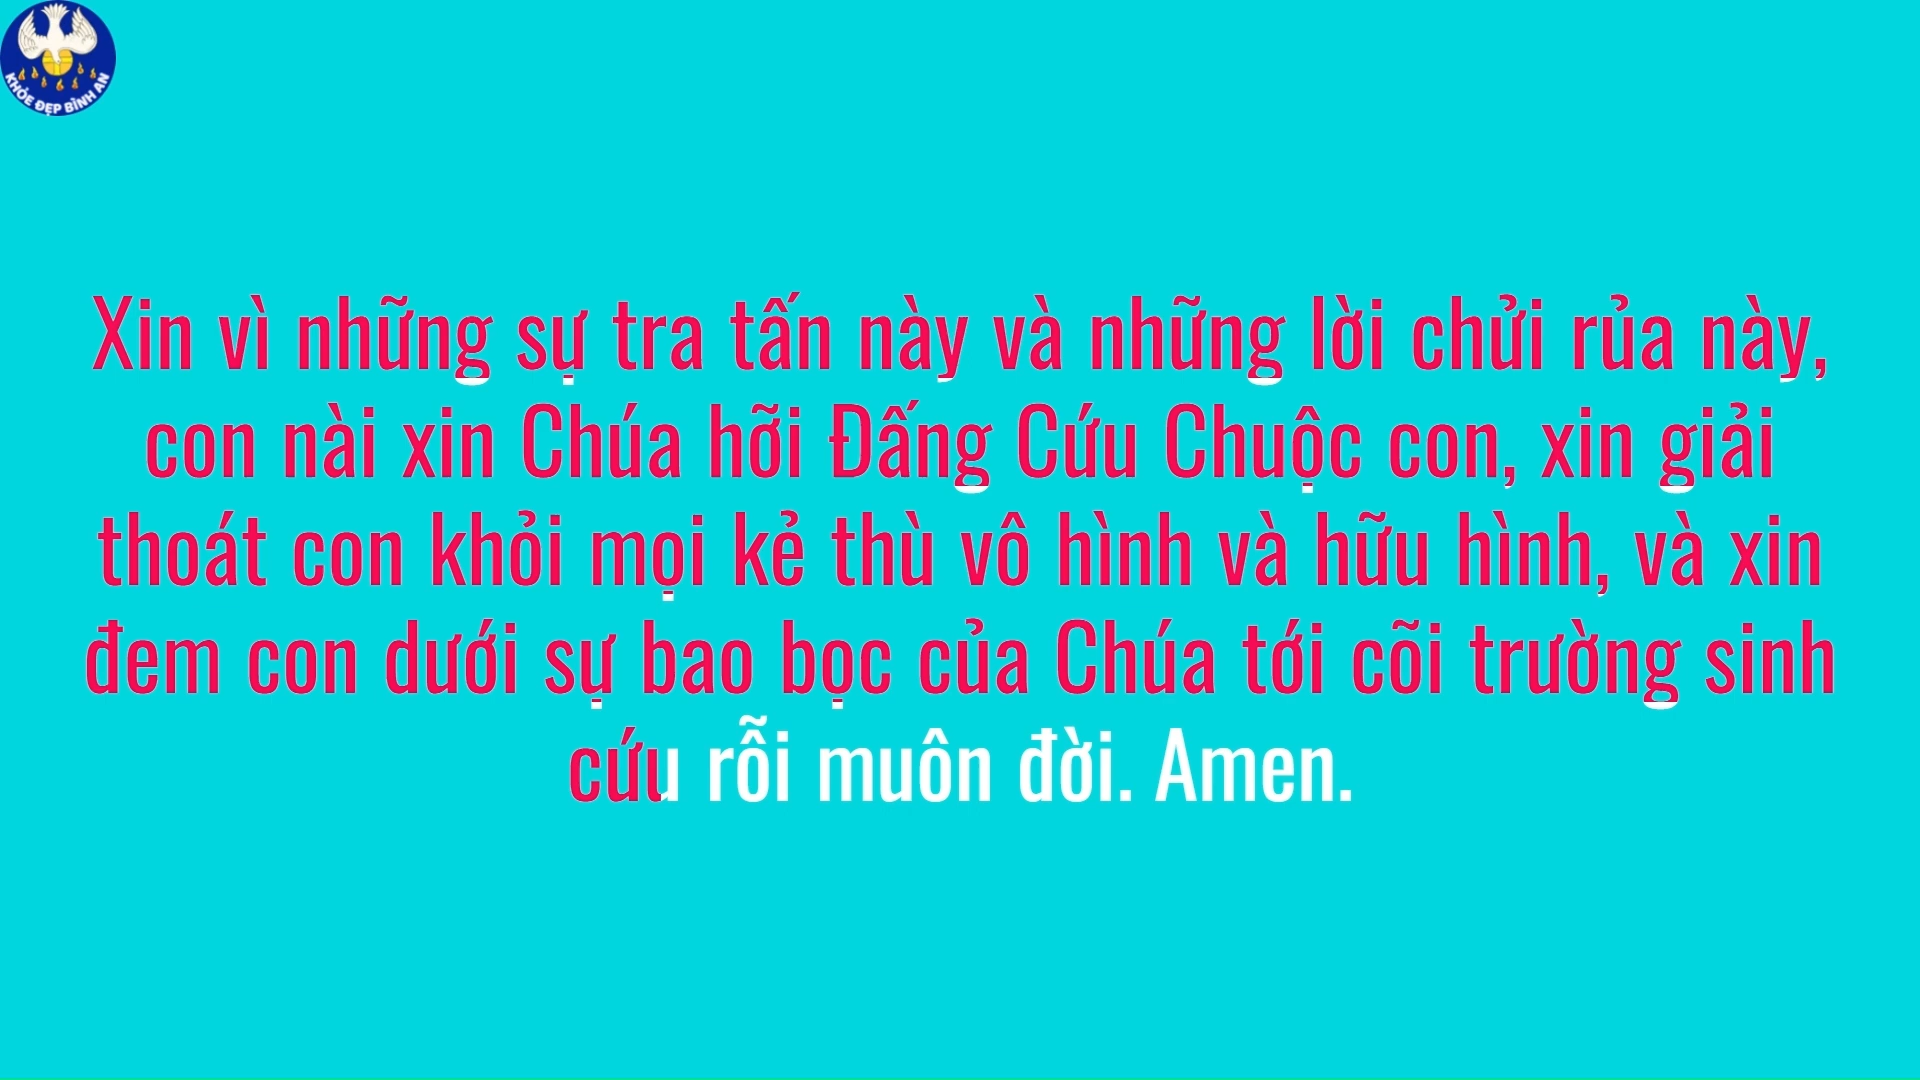 KHỎE ĐẸP BÌNH AN
Xin vì những sự tra tấn này và những lời chửi rủa này,
con nài xin Chúa hỡi Đấng Cứu Chuộc con, xin giải
thoát con khỏi mọi kẻ thù vô hình và hữu hình, và xin
đem con dưới sự bao bọc của Chúa tới cõi trường sinh
cứu rỗi muôn đời. Amen.